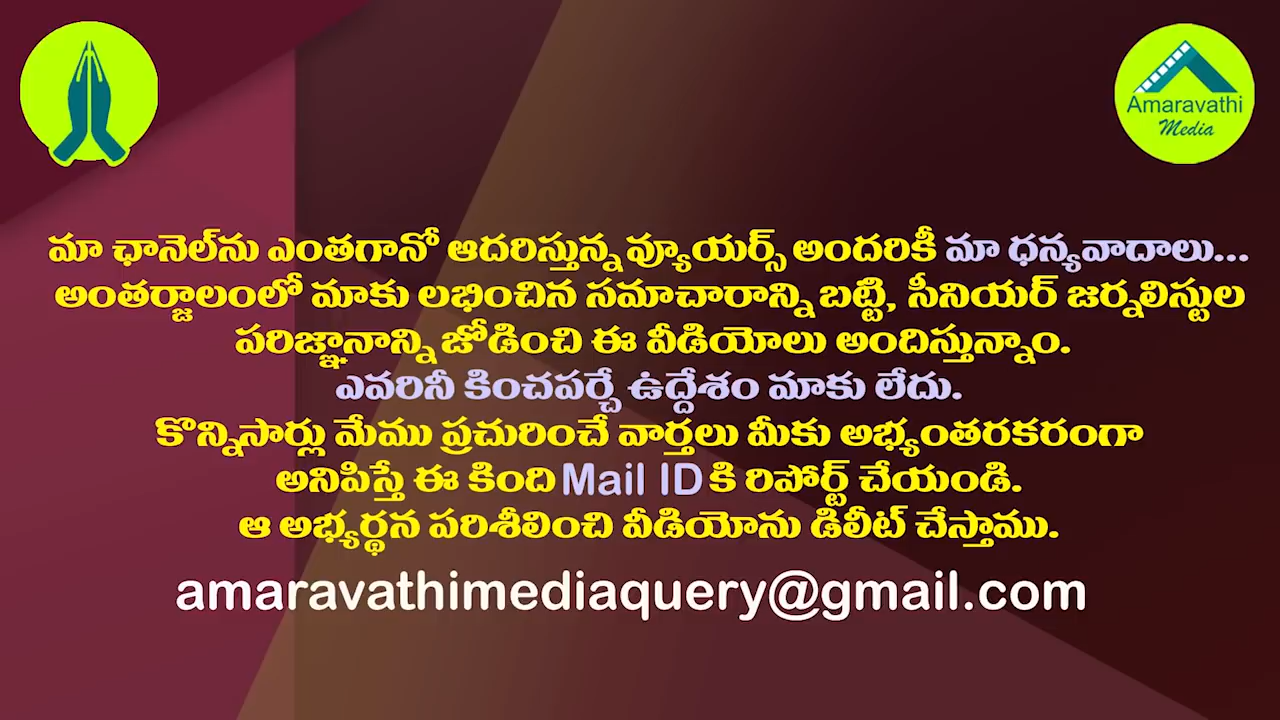 Amaravathi
Media
మా ఛానెల్‌ను ఎంతగానో ఆదరిస్తున్న వ్యూయర్స్ అందరికీ మా ధన్యవాదాలు...
అంతర్జాలంలో మాకు లభించిన సమాచారాన్ని బట్టి, సీనియర్ జర్నలిస్టుల
పరిజ్ఞానాన్ని జోడించి ఈ వీడియోలు అందిస్తున్నాం.
ఎవరినీ కించపర్చే ఉద్దేశం మాకు లేదు.
కొన్నిసార్లు మేము ప్రచురించే వార్తలు మీకు అభ్యంతరకరంగా
అనిపిస్తే ఈ కింది Mail ID కి రిపోర్ట్ చేయండి.
ఆ అభ్యర్థన పరిశీలించి వీడియోను డిలీట్ చేస్తాము.
amaravathimediaquery@gmail.com